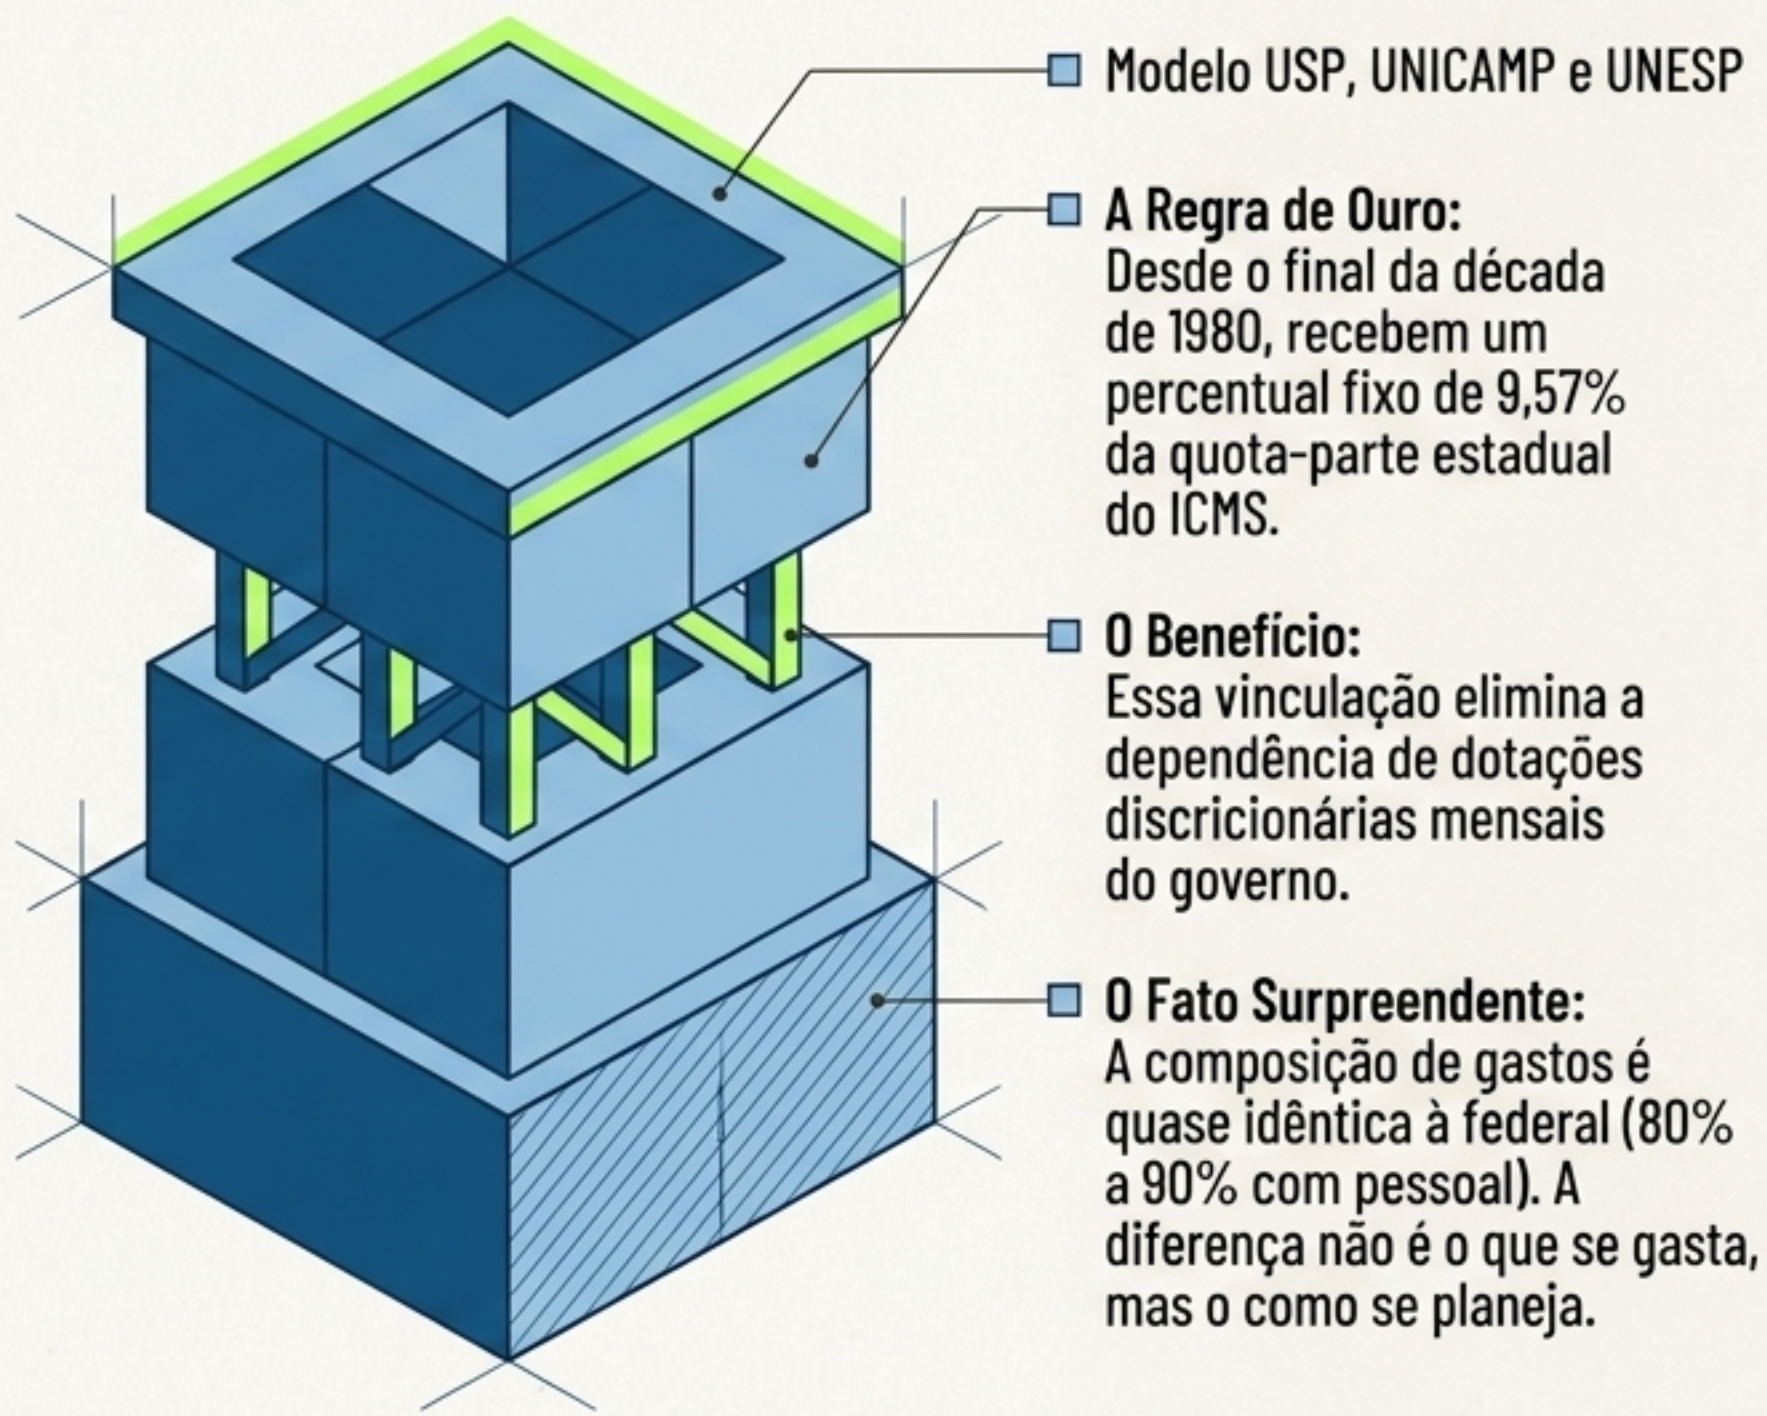 Modelo USP, UNICAMP e UNESP
A Regra de Ouro:
Desde o final da década
de 1980, recebem um
percentual fixo de 9,57%
da quota-parte estadual
do ICMS.
O Benefício:
Essa vinculação elimina a
dependência de dotações
discricionárias mensais
do governo.
O Fato Surpreendente:
A composição de gastos é
quase idêntica à federal (80%
a 90% com pessoal). A
diferença não é o que se gasta,
mas o como se planeja.